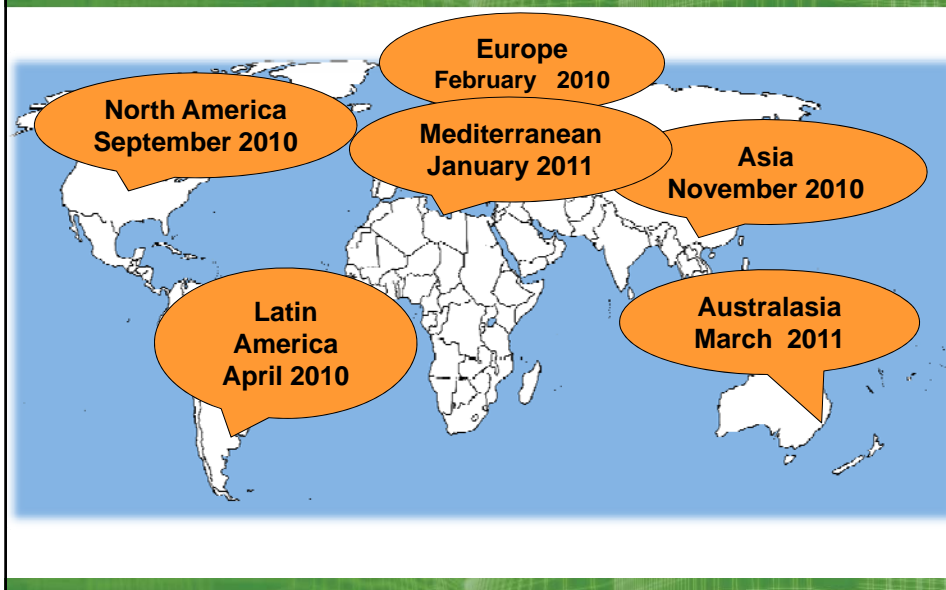 Europe
February 2010
North America
September 2010
Mediterranean
January 2011
Asia
November 2010
Latin
America
April 2010
Australasia
March 2011